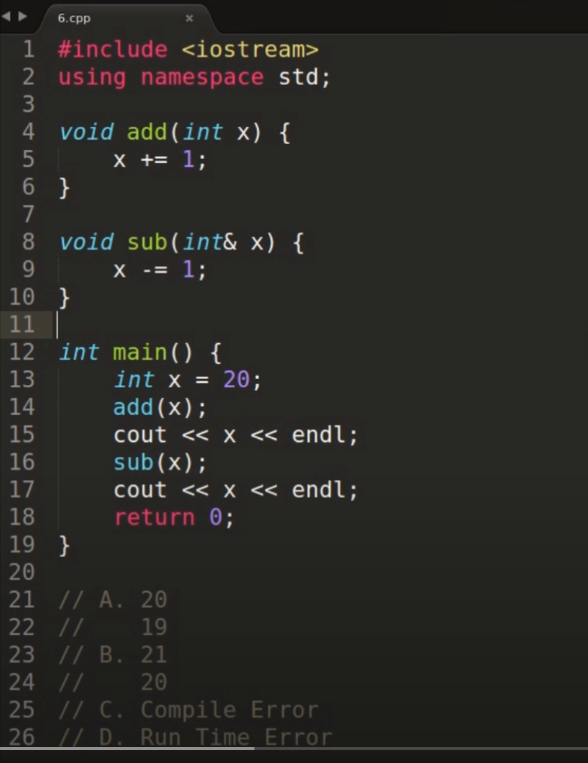 6.cpp
1 #include <iostream>
2 using namespace std;
3
4 void add(int x) {
5     x += 1;
6 }
7
8 void sub(int& x) {
9     x -= 1;
10 }
11
12 int main() {
13     int x = 20;
14     add(x);
15     cout << x << endl;
16     sub(x);
17     cout << x << endl;
18     return 0;
19 }
20
21 // A. 20
22 //    19
23 // B. 21
24 //    20
25 // C. Compile Error
26 // D. Run Time Error